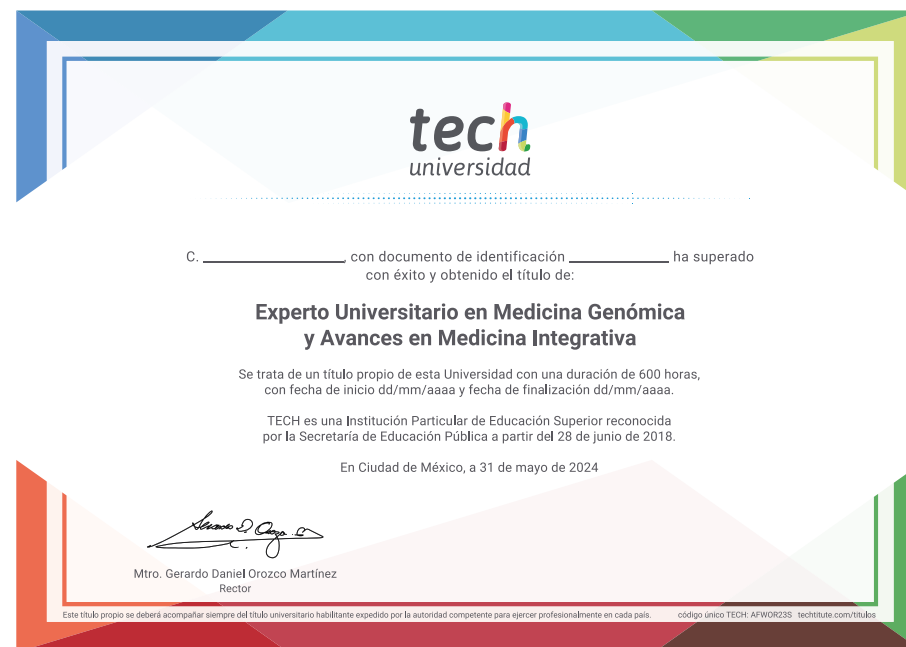 tech
universidad
C. ____________, con documento de identificación ____________ ha superado
con éxito y obtenido el título de:
Experto Universitario en Medicina Genómica
y Avances en Medicina Integrativa
Se trata de un título propio de esta Universidad con una duración de 600 horas,
con fecha de inicio dd/mm/aaaa y fecha de finalización dd/mm/aaaa.
TECH es una Institución Particular de Educación Superior reconocida
por la Secretaría de Educación Pública a partir del 28 de junio de 2018.
En Ciudad de México, a 31 de mayo de 2024
Mtro. Gerardo Daniel Orozco Martínez
Rector
Este título propio se deberá acompañar siempre del título universitario habilitante expedido por la autoridad competente para ejercer profesionalmente en cada país. código único TECH: AFWOR23S techtitute.com/titulos